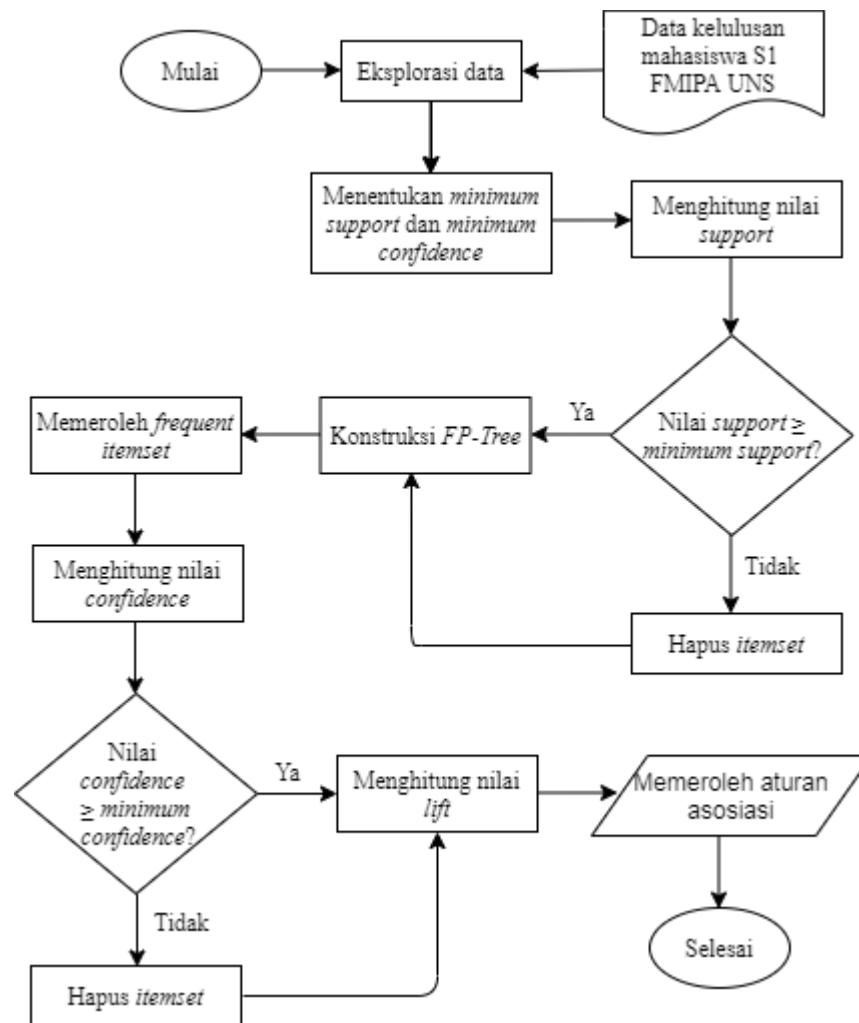 Mulai
Eksplorasi data
Data kelulusan
mahasiswa S1
FMIPA UNS
Menentukan minimum
support dan minimum
confidence
Menghitung nilai
support
Nilai support ≥
minimum support?
Ya
Konstruksi FP-Tree
Memeroleh frequent
itemset
Tidak
Hapus itemset
Menghitung nilai
confidence
Nilai
confidence
≥ minimum
confidence?
Ya
Menghitung nilai
lift
Memeroleh aturan
asosiasi
Tidak
Hapus itemset
Selesai